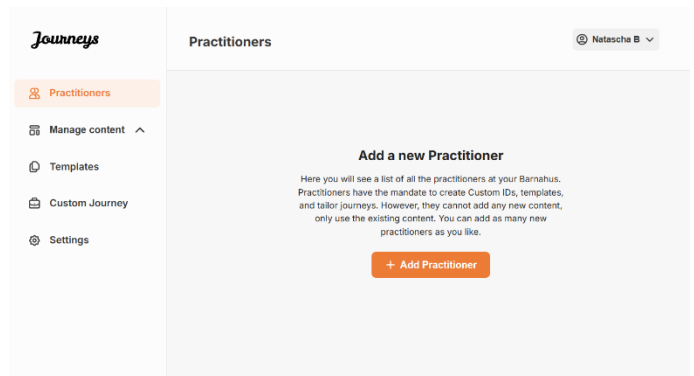 Journeys
Practitioners
Natascha B
Practitioners
Manage content
Templates
Custom Journey
Settings
Add a new Practitioner
Here you will see a list of all the practitioners at your Barnahus.
Practitioners have the mandate to create Custom IDs, templates,
and tailor journeys. However, they cannot add any new content,
only use the existing content. You can add as many new
practitioners as you like.
+ Add Practitioner